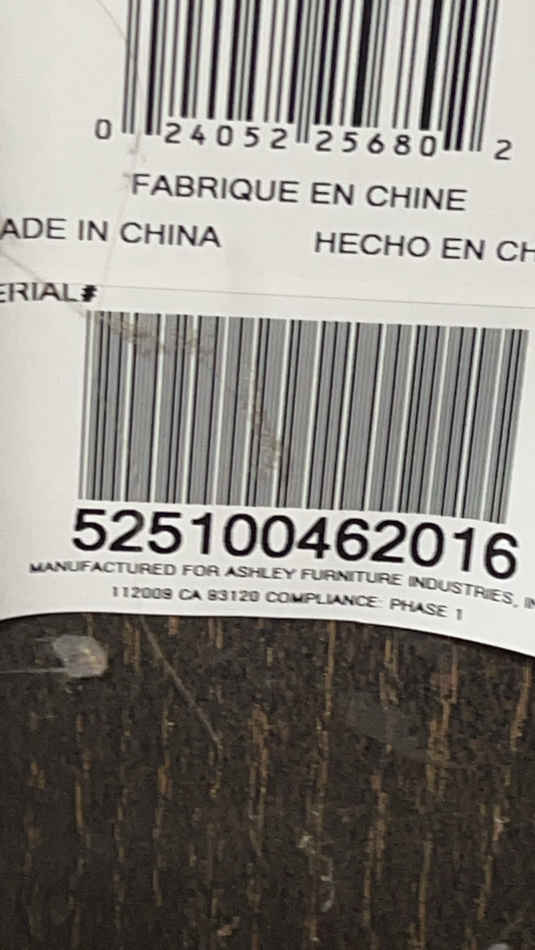 0 24052 25680 2
FABRIQUE EN CHINE
ADE IN CHINA HECHO EN CH
ERIAL#
525100462016
MANUFACTURED FOR ASHLEY FURNITURE INDUSTRIES, IN
112009 CA 93120 COMPLIANCE: PHASE 1